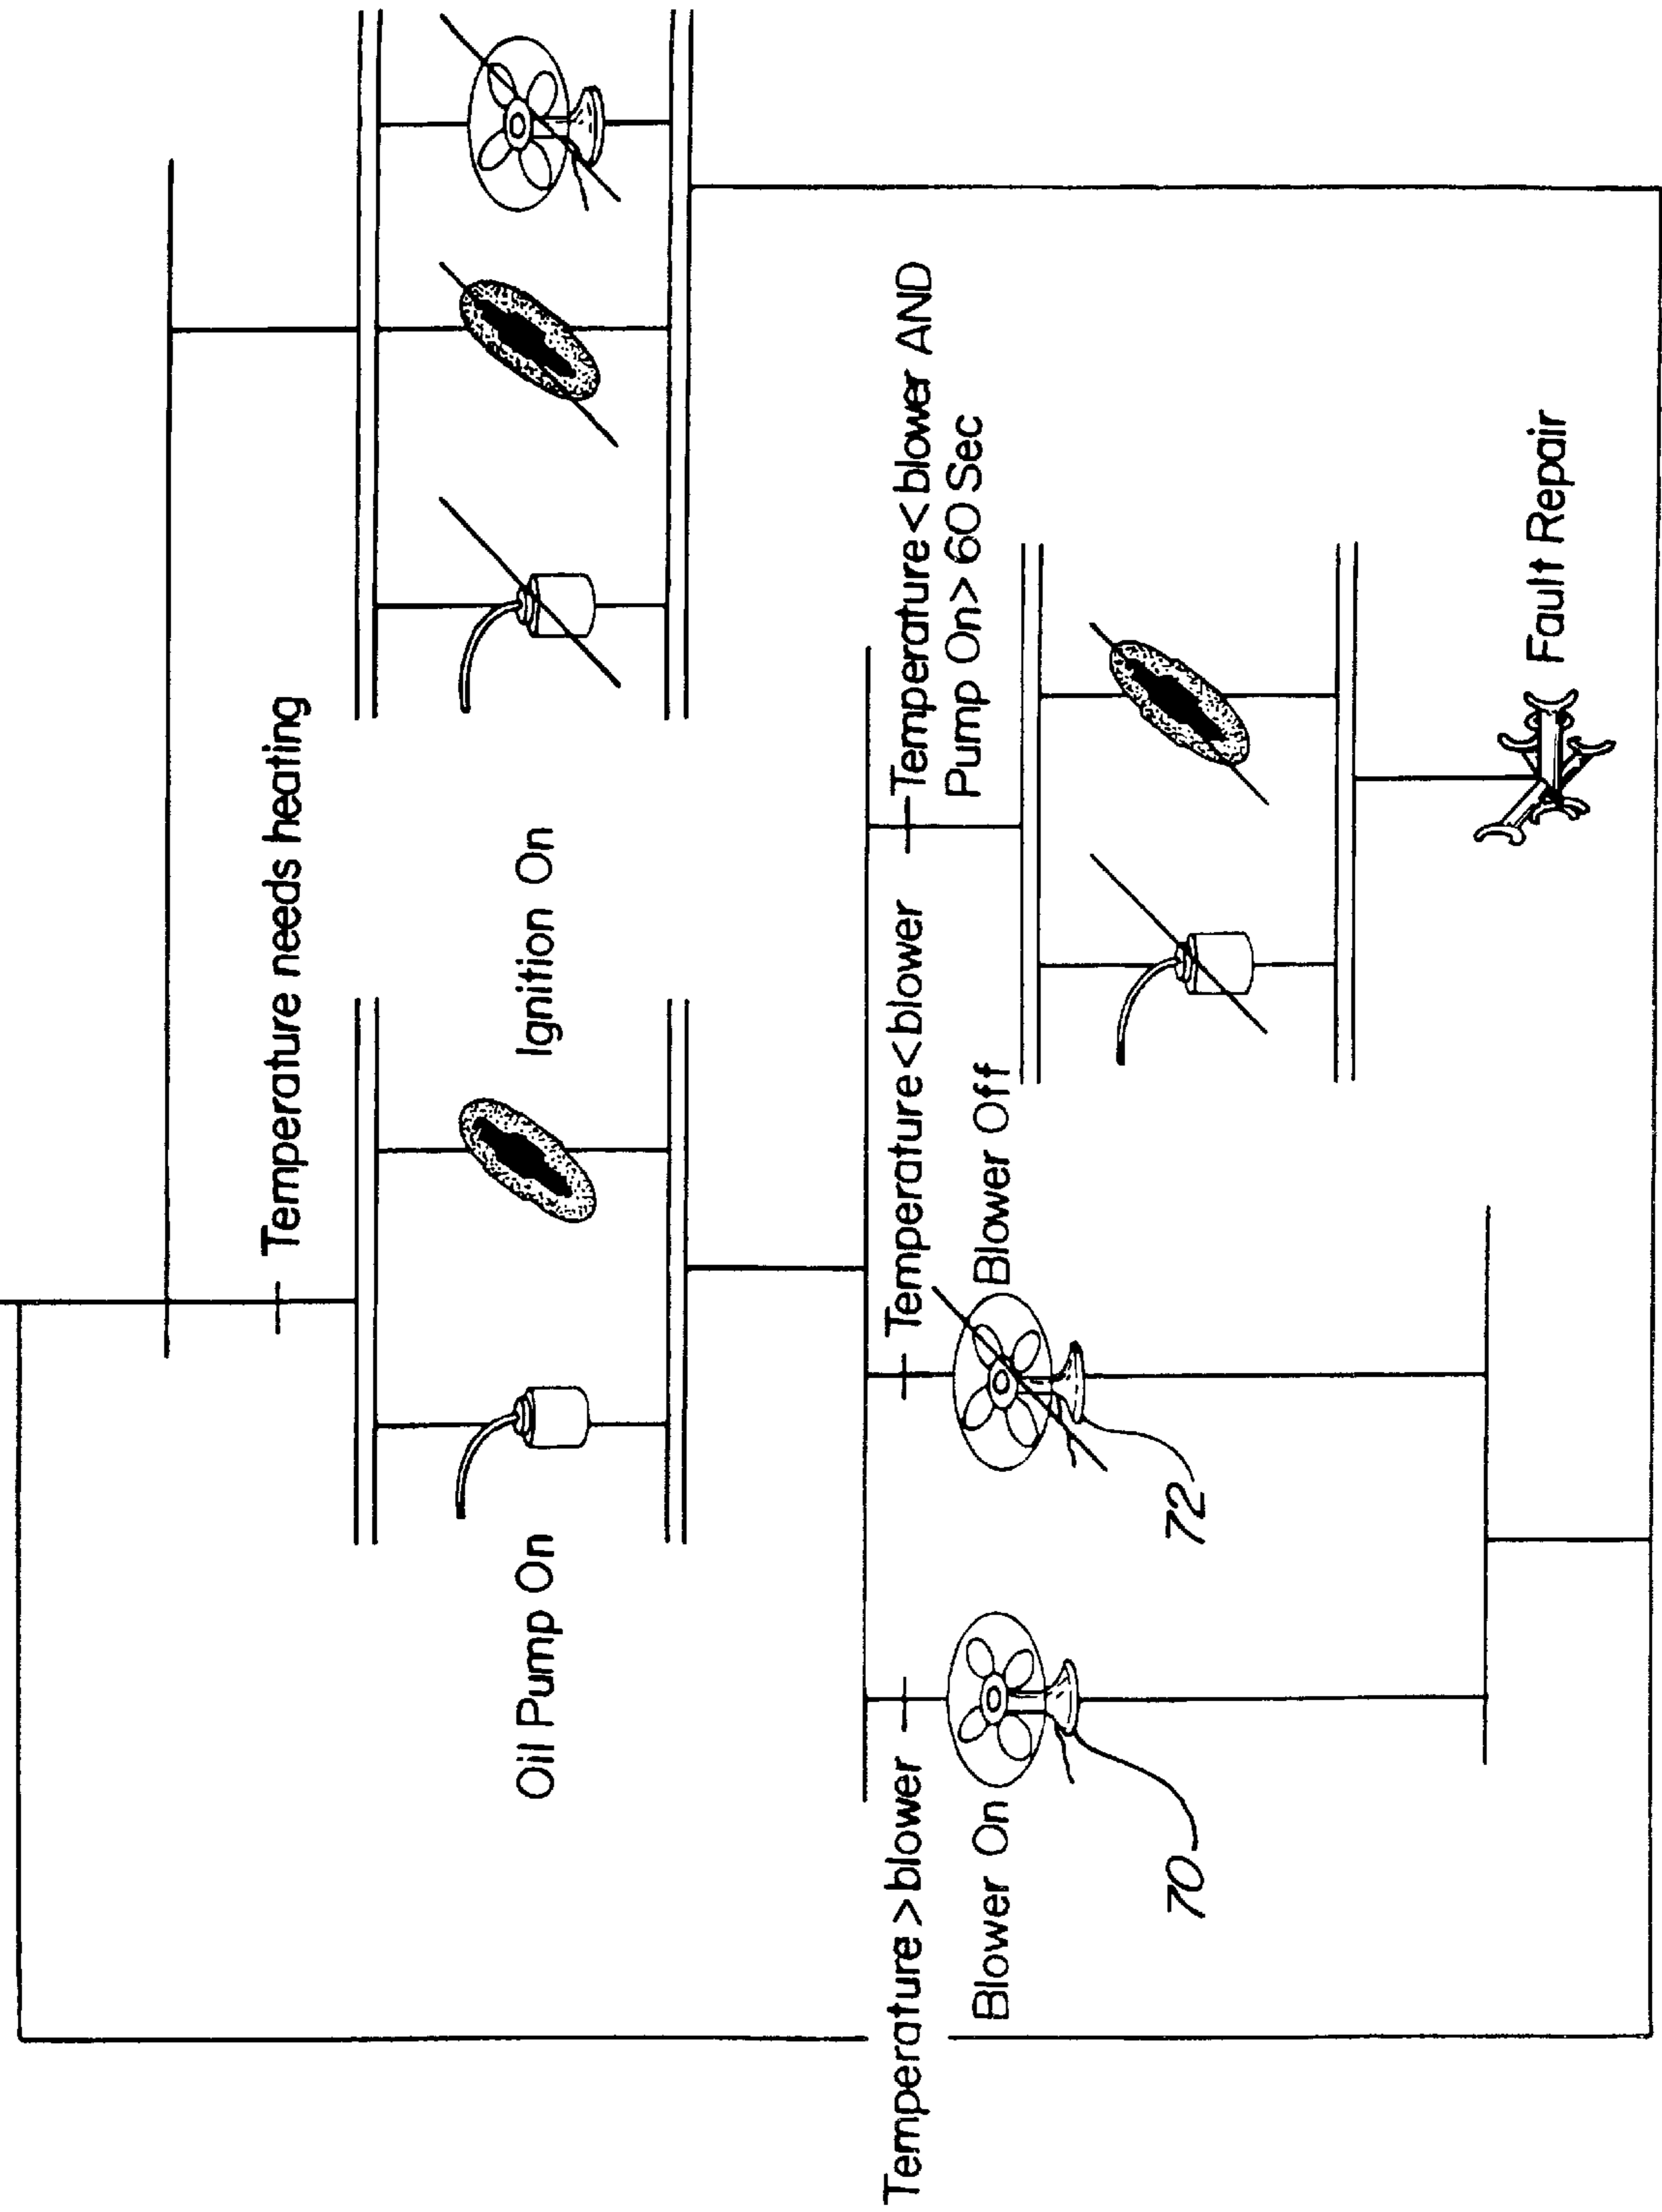 Temperature needs heating
Oil Pump On
Ignition On
Temperature >blower
Temperature<blower
Temperature<blower AND
Pump On> 60 Sec
Blower On
Blower Off
70
72
Fault Repair